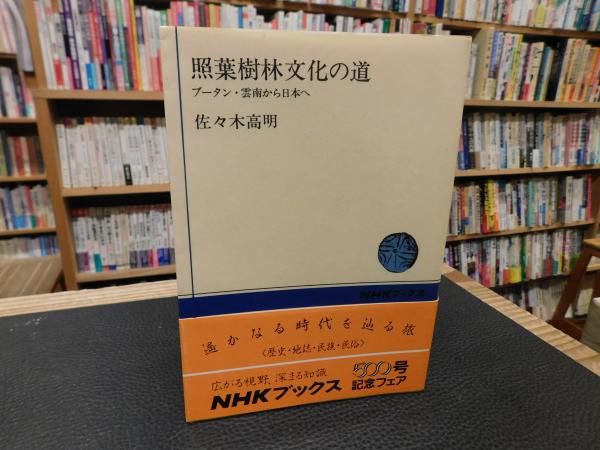 照葉樹林文化の道
ブータン・雲南から日本へ
佐々木高明
NHKブックス
遥かなる時代を辿る旅
〈歴史・地誌・民族・民俗〉
広がる視野、深まる知識
NHKブックス
500号
記念フェア